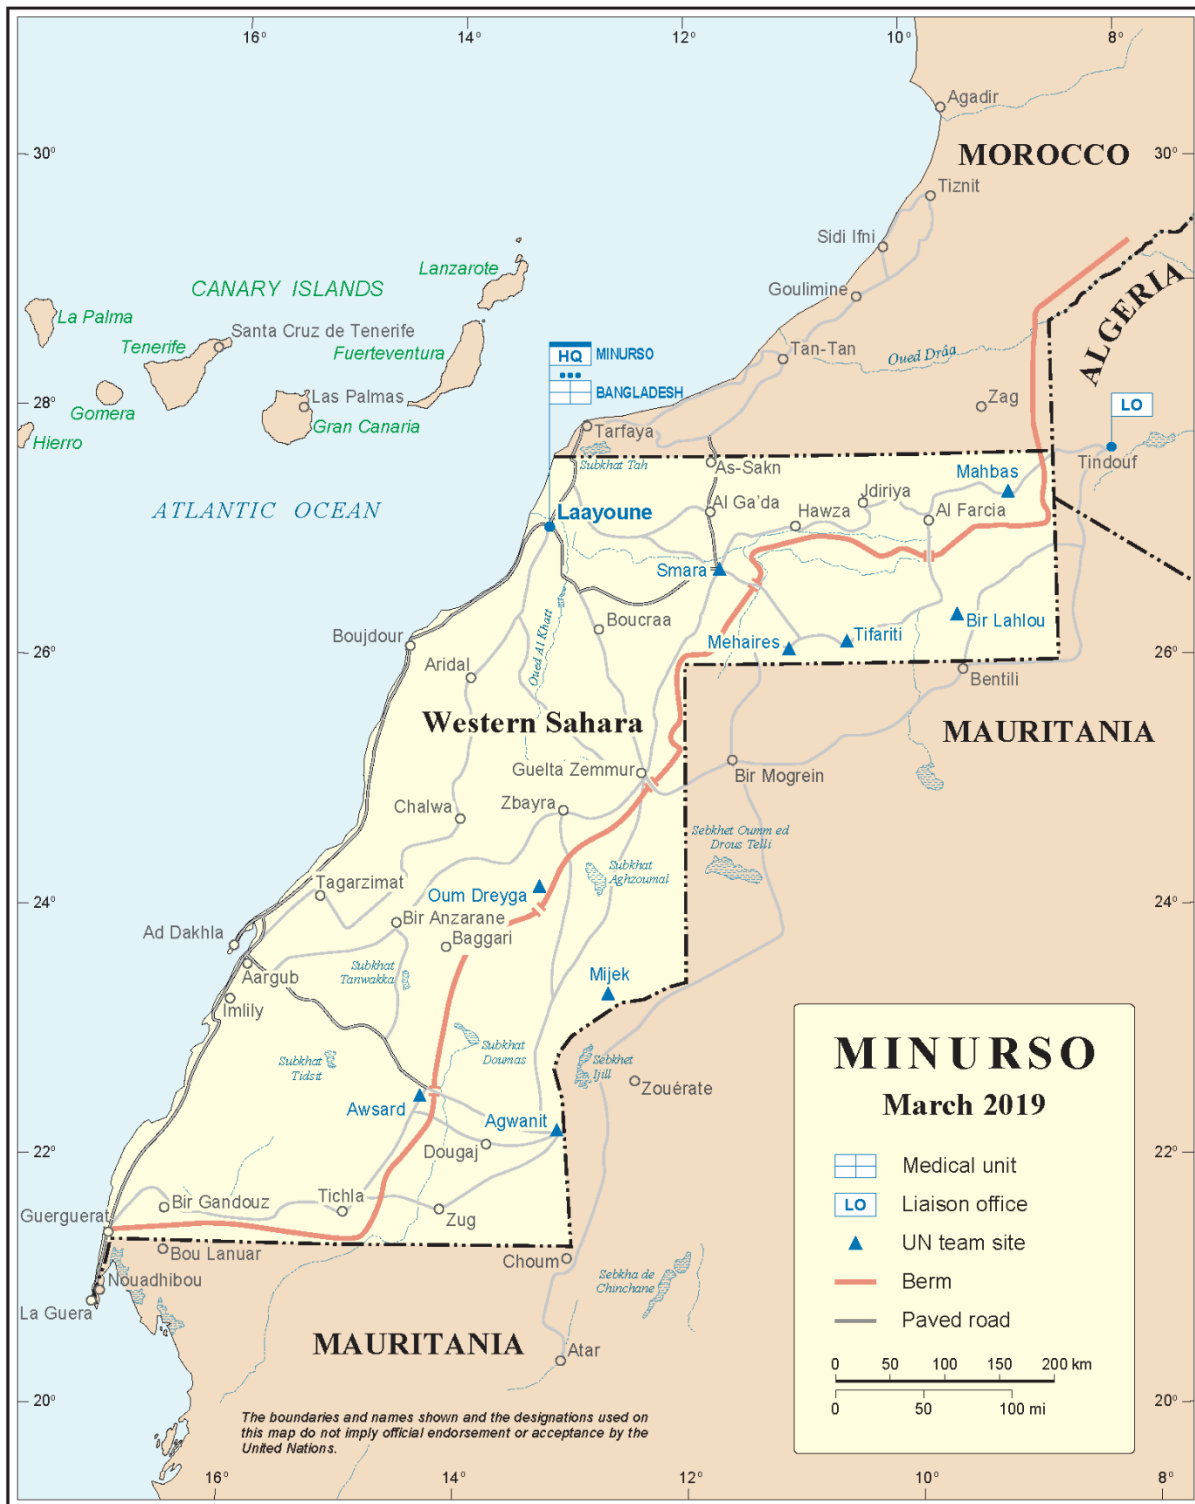 16°
14°
12°
10°
8°
Agadir
30°
MOROCCO
30°
Tiznit
Sidi Ifni
Lanzarote
CANARY ISLANDS
Goulimine
ALGERIA
La Palma
Santa Cruz de Tenerife
Tenerife
Fuerteventura
HQ MINURSO
Tan-Tan
Oued Drâa
BANGLADESH
Zag
LO
28°
Las Palmas
Gomera
Gran Canaria
Hierro
Tarfaya
Tindouf
Subkhat Tah
As-Sakn
Mahbas
ATLANTIC OCEAN
Laayoune
Al Ga'da
Jdiriya
Hawza
Al Farcia
Smara
Boucraa
Bir Lahlou
Boujdour
Oued Al Khatt
Mehaires
Tifariti
26°
26°
Aridal
Bentili
Western Sahara
MAURITANIA
Guelta Zemmur
Bir Mogrein
Chalwa
Zbayra
Sebkhet Oumm ed
Drous Telli
Subkhat
Aghzoumal
Tagarzimat
Oum Dreyga
24°
24°
Bir Anzarane
Ad Dakhla
Baggari
Aargub
Subkhat
Tanwakka
Mijek
Imlily
Subkhat
Doumas
Subkhat
Tidsit
Sebkhet
Ijill
Zouérate
Awsard
Agwanit
22°
22°
Dougaj
Bir Gandouz
Tichla
Zug
Guerguerat
Bou Lanuar
Choum
Nouadhibou
Sebkha de
Chinchane
La Guera
MAURITANIA
Atar
20°
20°
MINURSO
March 2019
Medical unit
LO Liaison office
UN team site
Berm
Paved road
0 50 100 150 200 km
0 50 100 mi
The boundaries and names shown and the designations used on
this map do not imply official endorsement or acceptance by the
United Nations.
16°
14°
12°
10°
8°